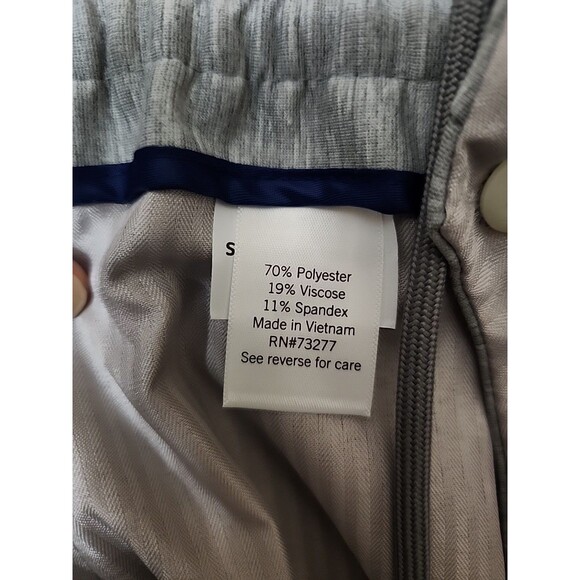 S
70% Polyester
19% Viscose
11% Spandex
Made in Vietnam
RN#73277
See reverse for care